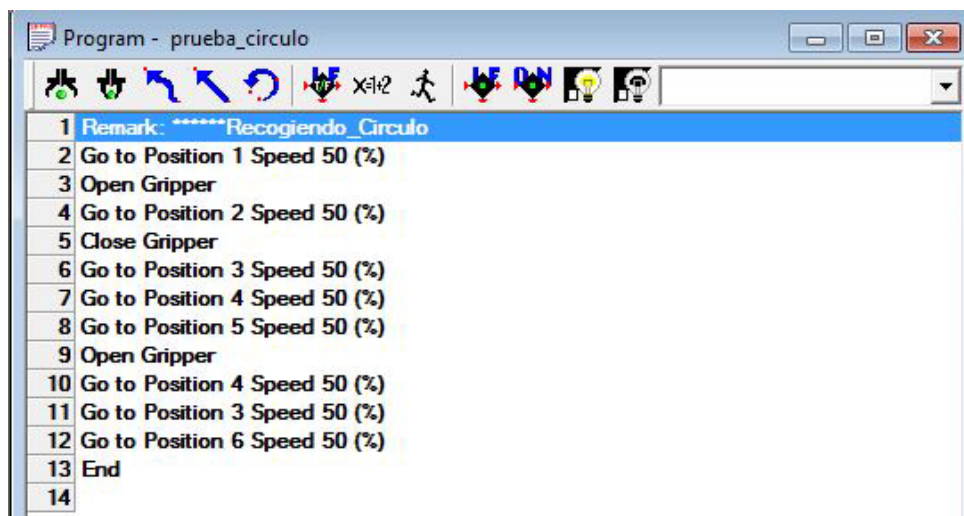 Program - prueba_circulo
X=1+2
1 Remark: ******Recogiendo_Circulo
2 Go to Position 1 Speed 50 (%)
3 Open Gripper
4 Go to Position 2 Speed 50 (%)
5 Close Gripper
6 Go to Position 3 Speed 50 (%)
7 Go to Position 4 Speed 50 (%)
8 Go to Position 5 Speed 50 (%)
9 Open Gripper
10 Go to Position 4 Speed 50 (%)
11 Go to Position 3 Speed 50 (%)
12 Go to Position 6 Speed 50 (%)
13 End
14